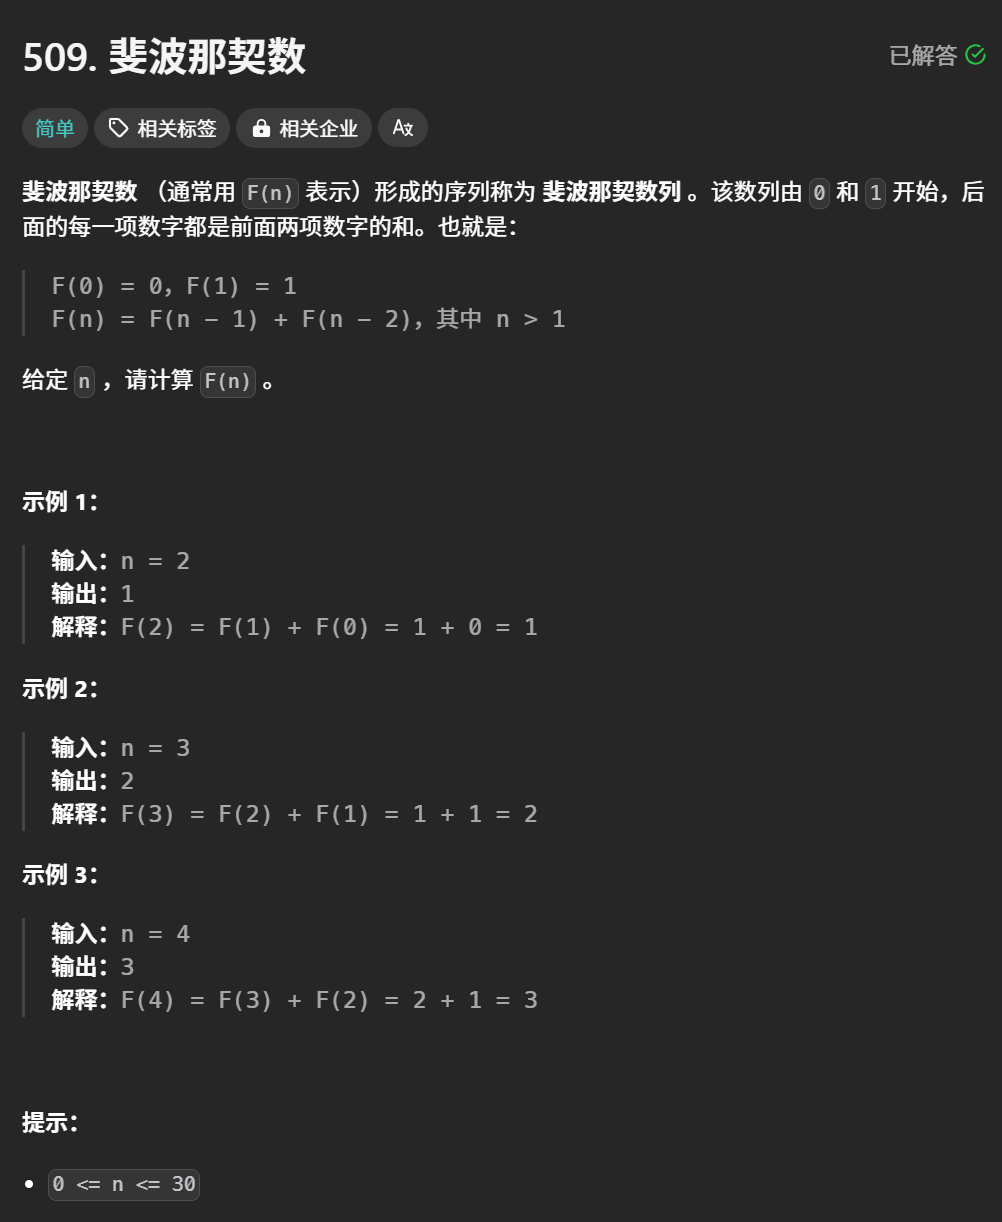 509. 斐波那契数
已解答
简单
相关标签
相关企业
斐波那契数 （通常用 F(n) 表示）形成的序列称为 斐波那契数列 。该数列由 0 和 1 开始，后
面的每一项数字都是前面两项数字的和。也就是：
F(0) = 0，F(1) = 1
F(n) = F(n - 1) + F(n - 2)，其中 n > 1
给定 n ，请计算 F(n) 。
示例 1：
输入：n = 2
输出：1
解释：F(2) = F(1) + F(0) = 1 + 0 = 1
示例 2：
输入：n = 3
输出：2
解释：F(3) = F(2) + F(1) = 1 + 1 = 2
示例 3：
输入：n = 4
输出：3
解释：F(4) = F(3) + F(2) = 2 + 1 = 3
提示：
0 <= n <= 30